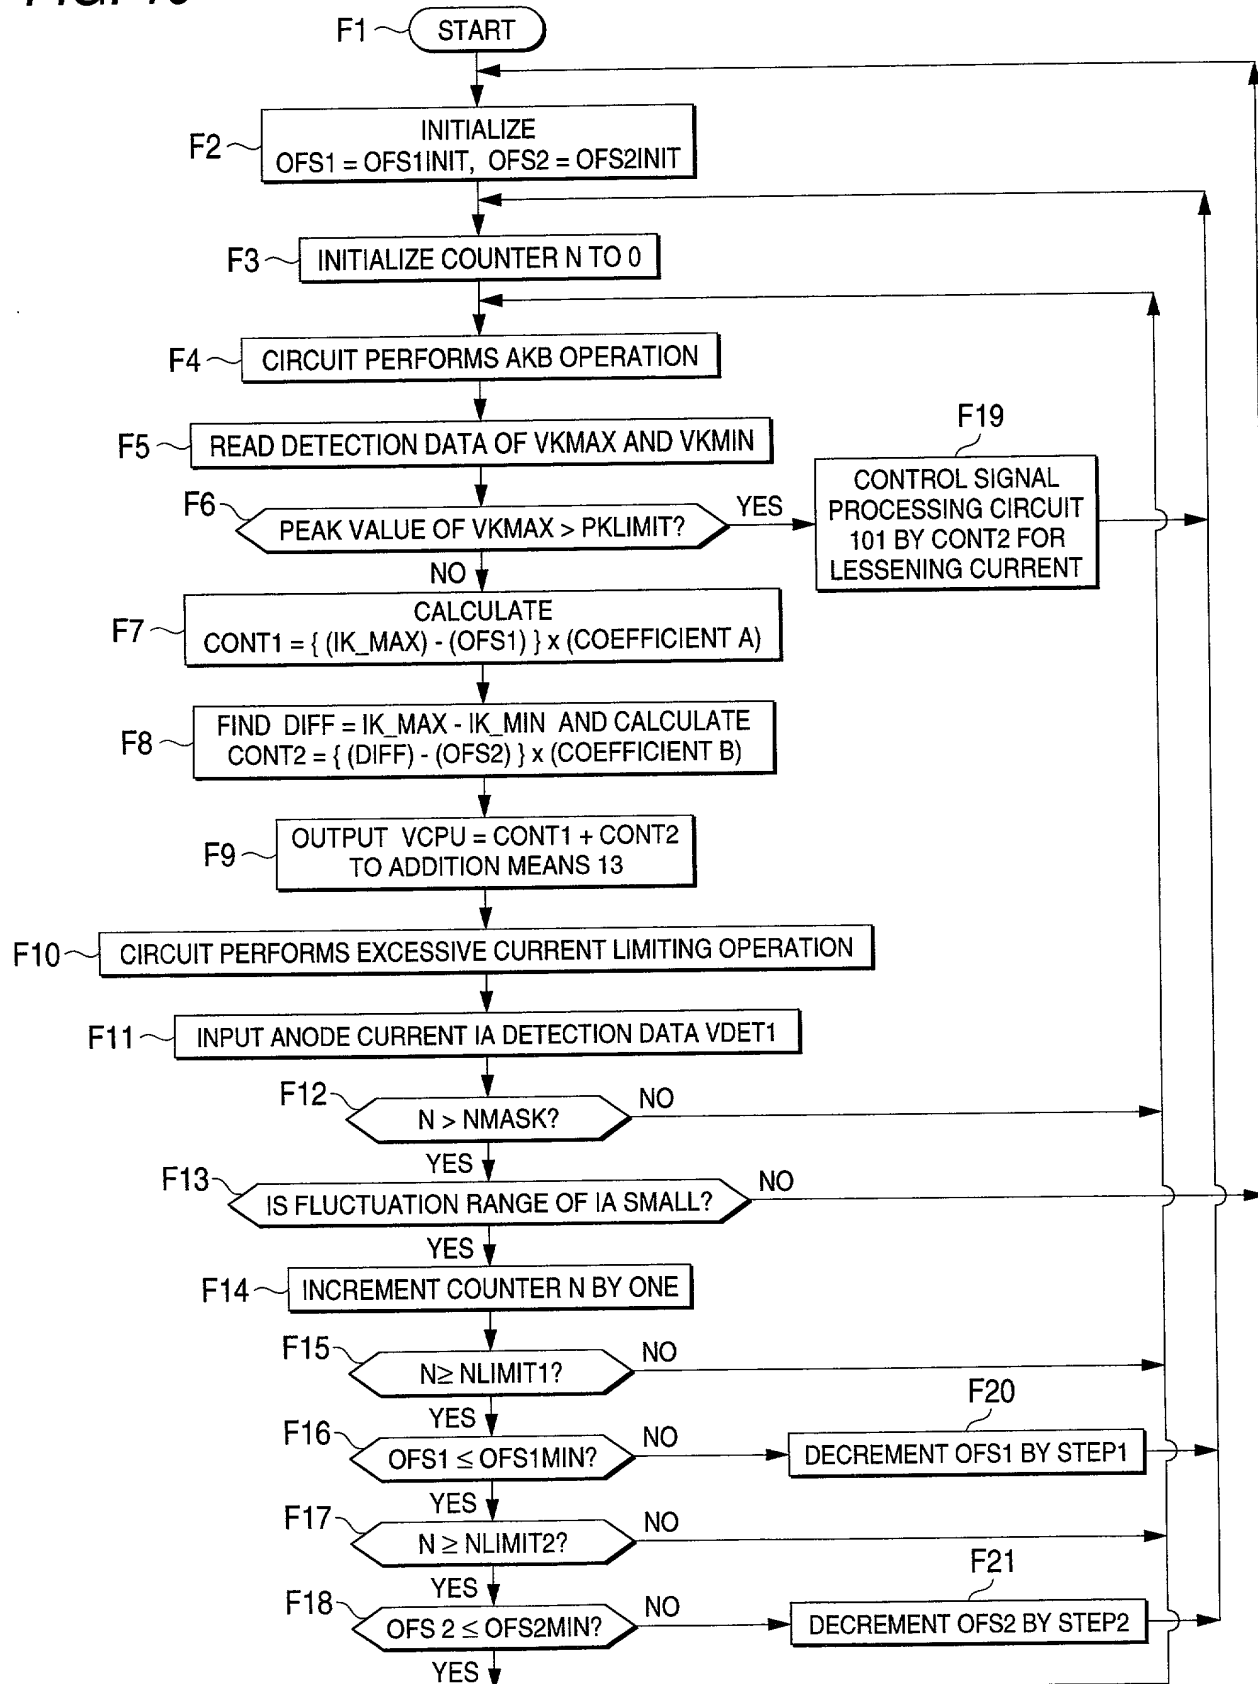 F1
START
F2
INITIALIZE
OFS1 = OFS1INIT, OFS2 = OFS2INIT
F3
INITIALIZE COUNTER N TO 0
F4
CIRCUIT PERFORMS AKB OPERATION
F5
READ DETECTION DATA OF VKMAX AND VKMIN
F6
PEAK VALUE OF VKMAX > PKLIMIT?
YES
NO
F19
CONTROL SIGNAL
PROCESSING CIRCUIT
101 BY CONT2 FOR
LESSENING CURRENT
F7
CALCULATE
CONT1 = { (IK_MAX) - (OFS1) } x (COEFFICIENT A)
F8
FIND DIFF = IK_MAX - IK_MIN AND CALCULATE
CONT2 = { (DIFF) - (OFS2) } x (COEFFICIENT B)
F9
OUTPUT VCPU = CONT1 + CONT2
TO ADDITION MEANS 13
F10
CIRCUIT PERFORMS EXCESSIVE CURRENT LIMITING OPERATION
F11
INPUT ANODE CURRENT IA DETECTION DATA VDET1
F12
N > NMASK?
NO
YES
F13
IS FLUCTUATION RANGE OF IA SMALL?
NO
YES
F14
INCREMENT COUNTER N BY ONE
F15
N≥ NLIMIT1?
NO
YES
F16
OFS1 ≤ OFS1MIN?
NO
F20
DECREMENT OFS1 BY STEP1
YES
F17
N ≥ NLIMIT2?
NO
YES
F18
OFS 2 ≤ OFS2MIN?
NO
F21
DECREMENT OFS2 BY STEP2
YES